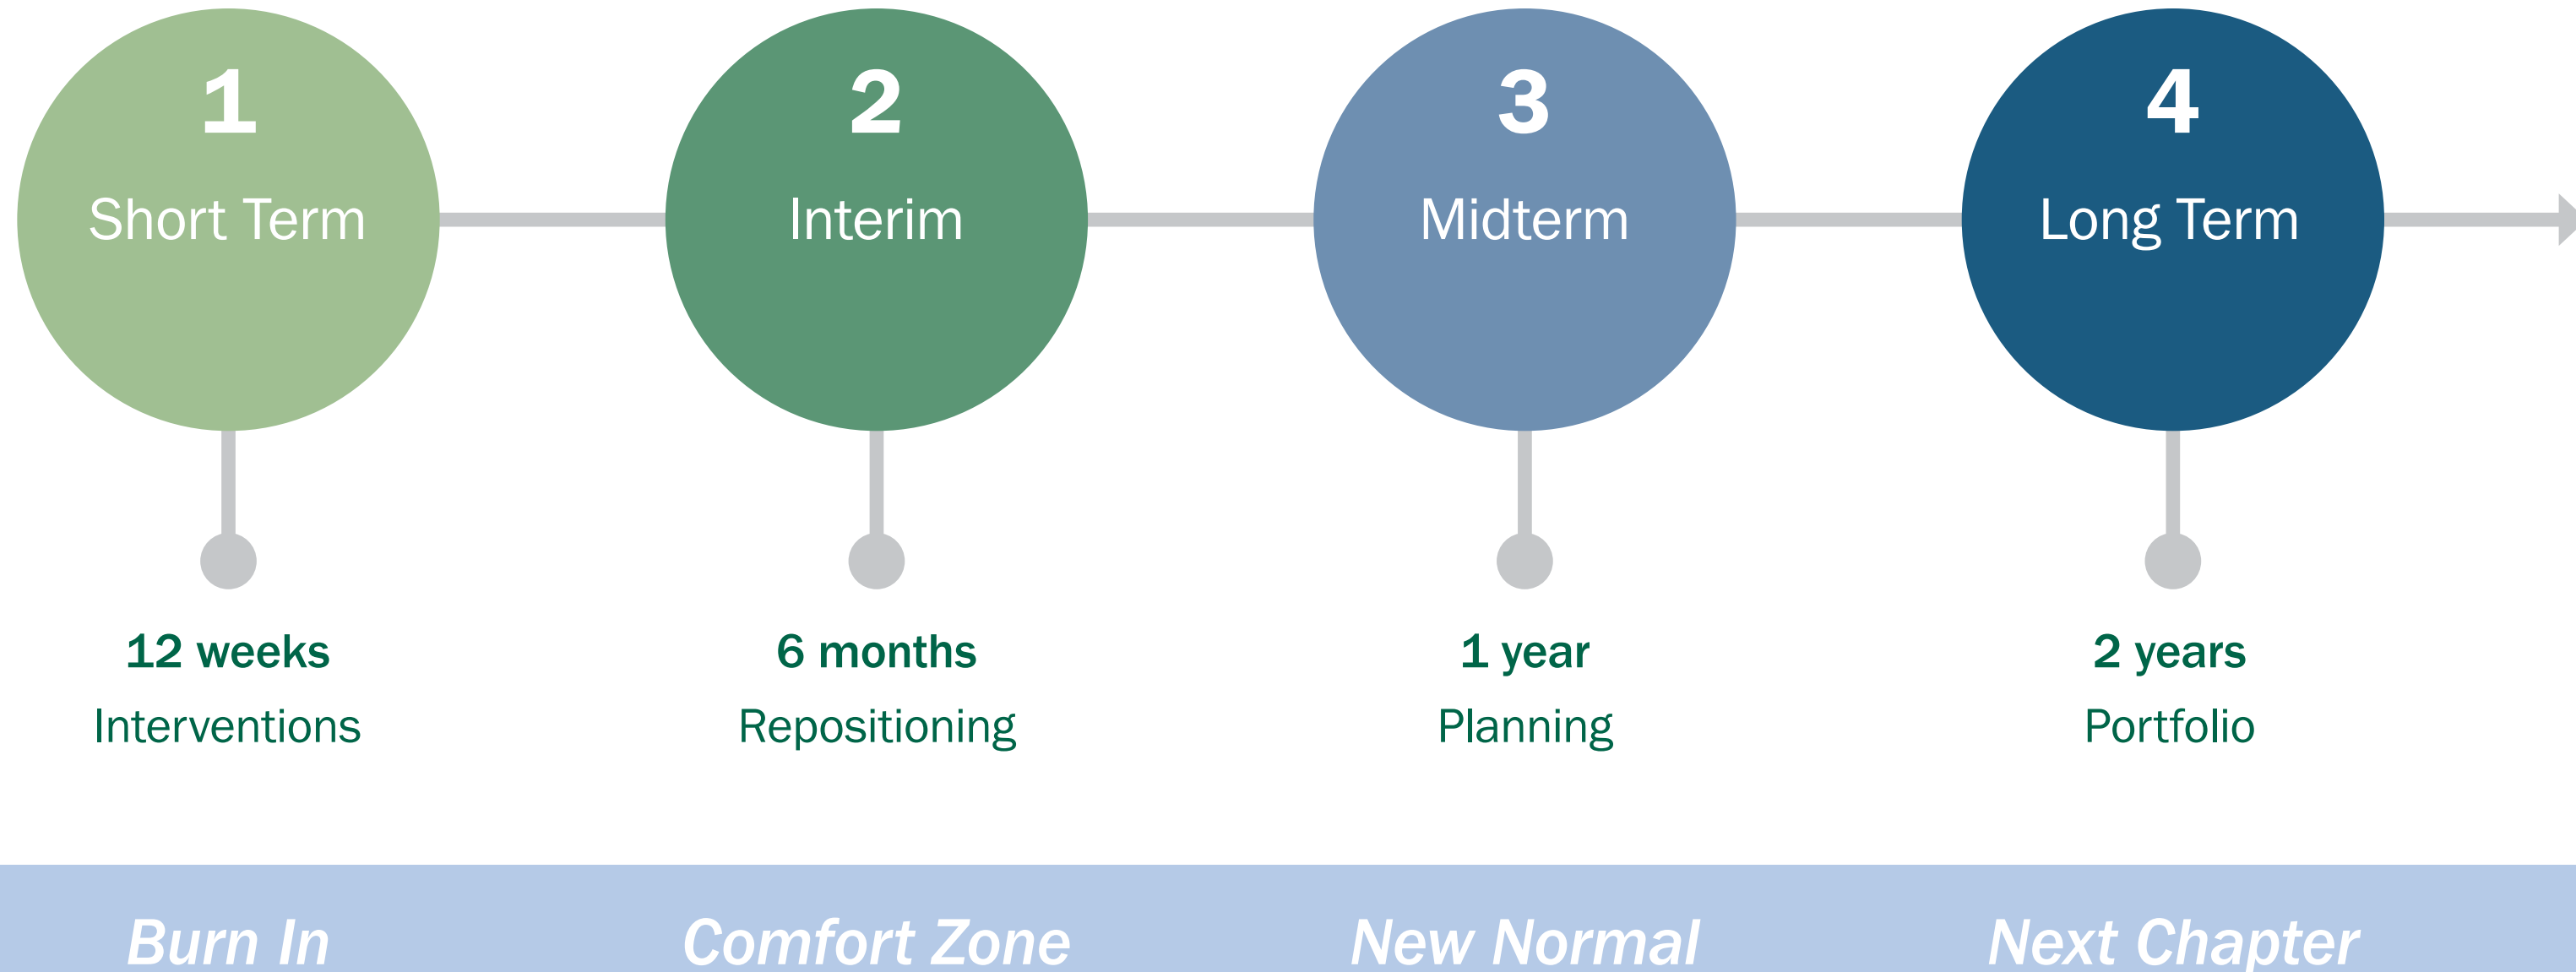 1
Short Term
2
Interim
3
Midterm
4
Long Term
12 weeks
Interventions
6 months
Repositioning
1 year
Planning
2 years
Portfolio
Burn In
Comfort Zone
New Normal
Next Chapter